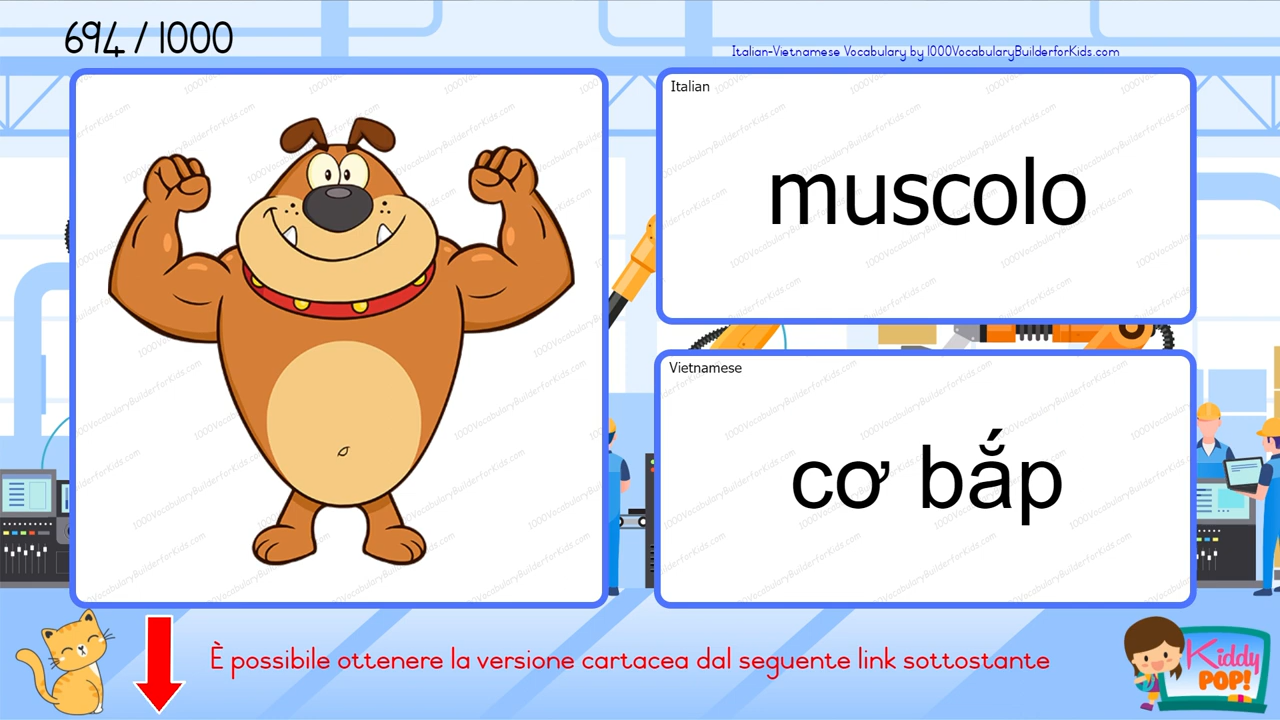 694 / 1000
Italian-Vietnamese Vocabulary by 1000VocabularyBuilderforKids.com
Italian
muscolo
Vietnamese
cơ bắp
È possibile ottenere la versione cartacea dal seguente link sottostante
Kiddy
POP!